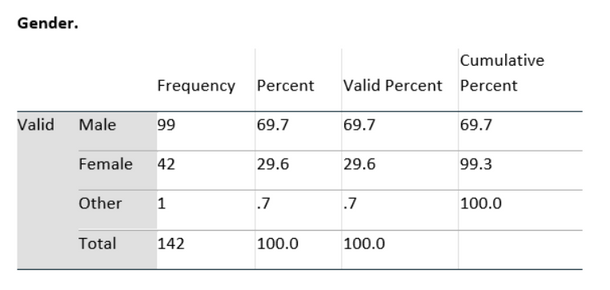 Gender.
Cumulative
Frequency Percent Valid Percent Percent
Valid Male 99 69.7 69.7 69.7
Female 42 29.6 29.6 99.3
Other 1 .7 .7 100.0
Total 142 100.0 100.0